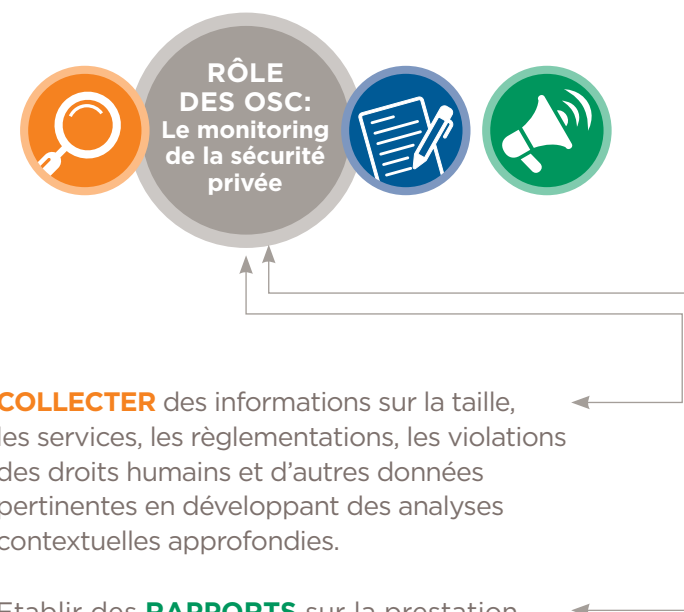 RÔLE
DES OSC:
Le monitoring
de la sécurité
privée
COLLECTER des informations sur la taille,
les services, les règlementations, les violations
des droits humains et d'autres données
pertinentes en développant des analyses
contextuelles approfondies.
Etablir des RAPPORTS sur la prestation